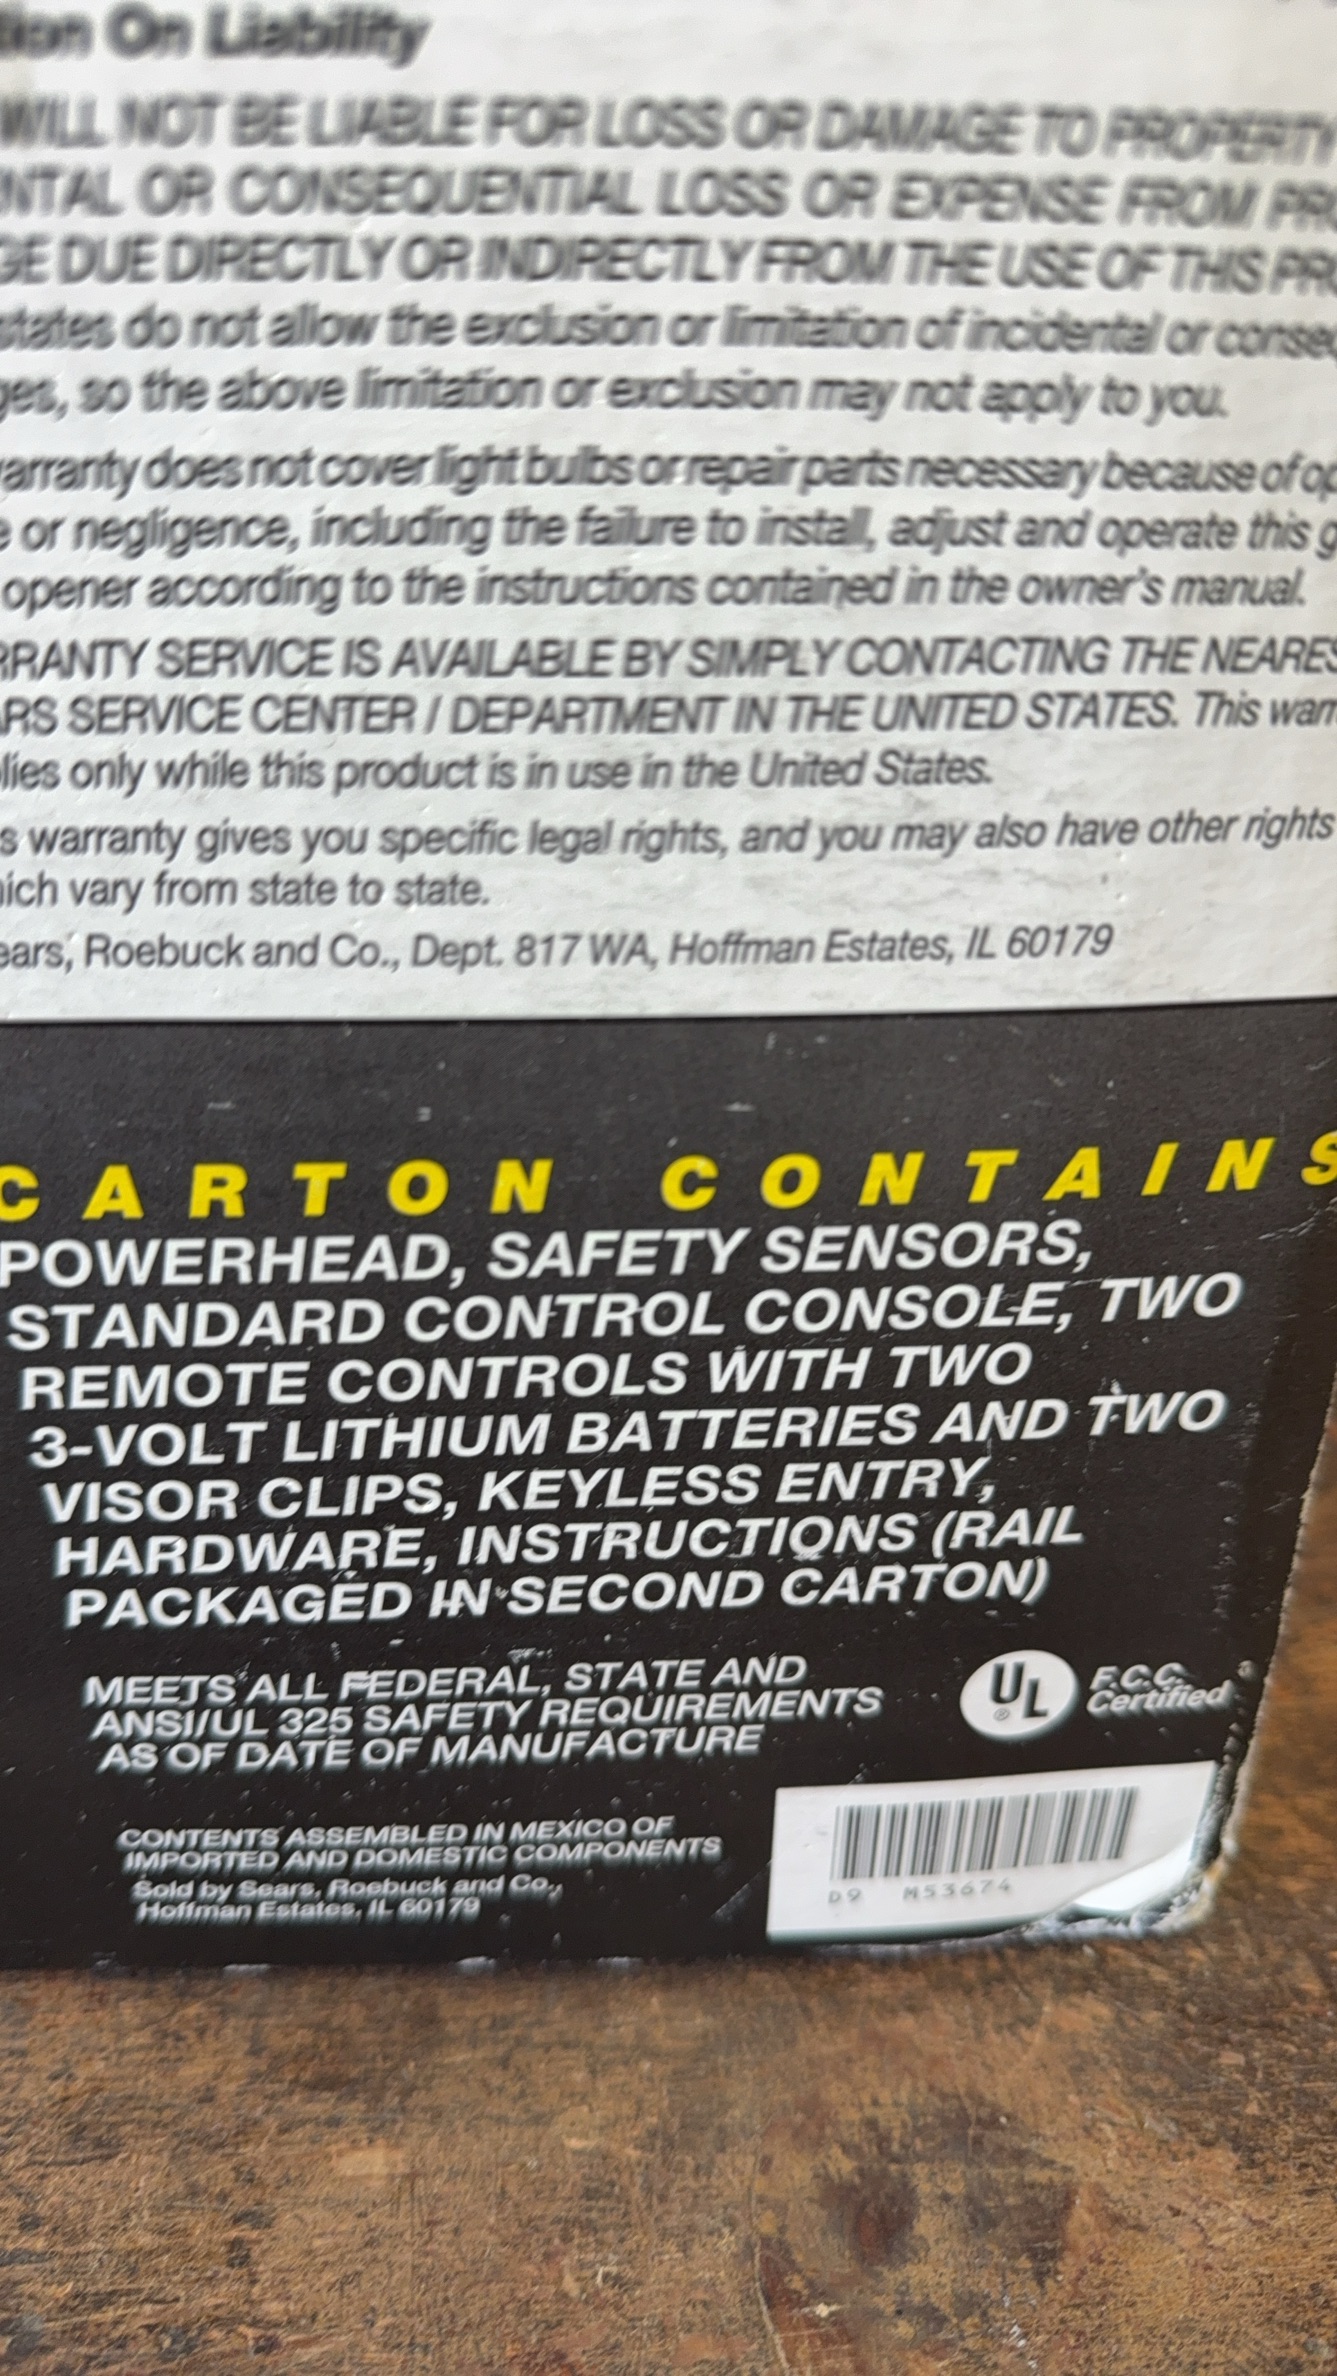 On Liability
WILL NOT BE LIABLE FOR LOSS OR DAMAGE TO PROPERTY
OR CONSEQUENTIAL LOSS OR EXPENSE FROM
DUE DIRECTLY OR INDIRECTLY FROM THE USE OF THIS
states do not allow the exclusion or limitation of incidental or
so the above limitation or exclusion may not apply to you.
does not cover light bulbs or repair parts necessary because of
or negligence, including the failure to install, adjust and operate this
opener according to the instructions contained in the owner's manual.
RRANTY SERVICE IS AVAILABLE BY SIMPLY CONTACTING THE NEARES
ARS SERVICE CENTER / DEPARTMENT IN THE UNITED STATES. This warr
lies only while this product is in use in the United States.
s warranty gives you specific legal rights, and you may also have other rights
ich vary from state to state.
ears, Roebuck and Co., Dept. 817 WA, Hoffman Estates, IL 60179
CARTON CONTAINS
POWERHEAD, SAFETY SENSORS,
STANDARD CONTROL CONSOLE, TWO
REMOTE CONTROLS WITH TWO
3-VOLT LITHIUM BATTERIES AND TWO
VISOR CLIPS, KEYLESS ENTRY,
HARDWARE, INSTRUCTIONS (RAIL
PACKAGED IN SECOND CARTON)
MEETS ALL FEDERAL, STATE AND
ANSI/UL 325 SAFETY REQUIREMENTS
AS OF DATE OF MANUFACTURE
UL ®
F.C.C.
Certified
CONTENTS ASSEMBLED IN MEXICO OF
IMPORTED AND DOMESTIC COMPONENTS
Sold by Sears, Roebuck and Co.,
Hoffman Estates, IL 60179
D9 M53674